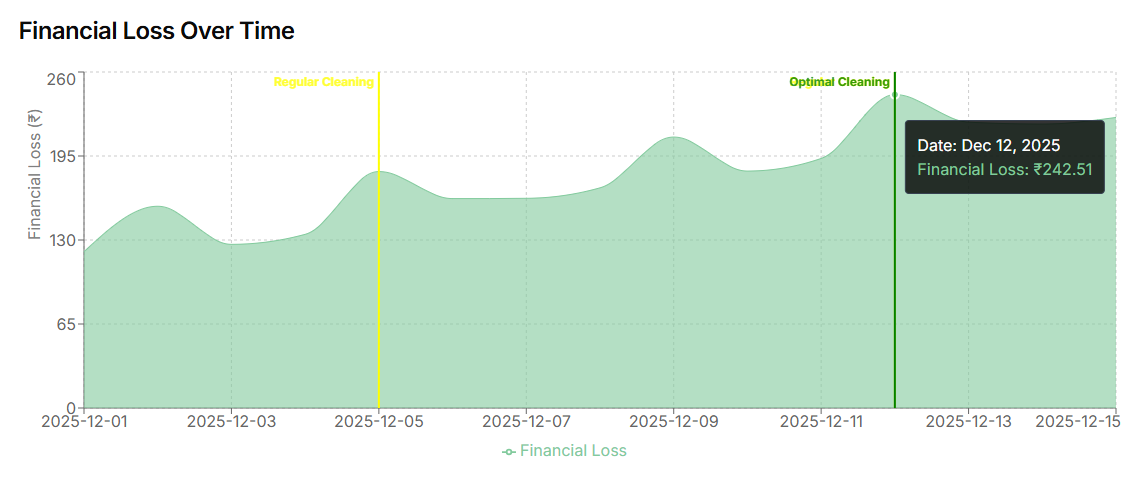 Financial Loss Over Time
260
195
130
65
0
Financial Loss (₹)
Regular Cleaning
Optimal Cleaning
Date: Dec 12, 2025
Financial Loss: ₹242.51
2025-12-01 2025-12-03 2025-12-05 2025-12-07 2025-12-09 2025-12-11 2025-12-13 2025-12-15
Financial Loss